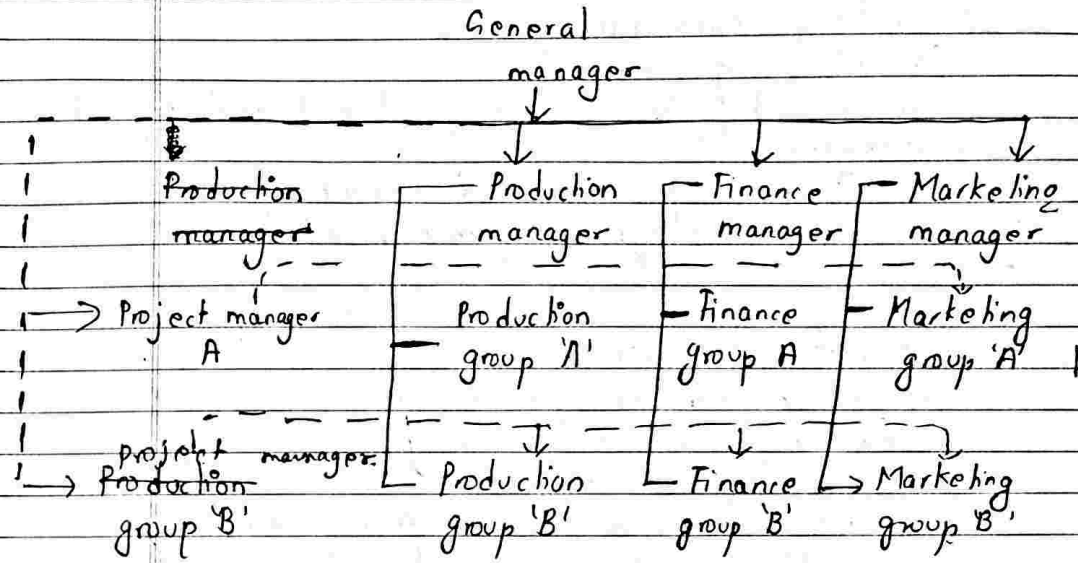 General
manager
Production Production Finance Marketing
manager manager manager manager
Project manager Production Finance Marketing
A group 'A' group A group 'A'
project manager.
Production Production Finance Marketing
group 'B' group 'B' group 'B' group 'B'